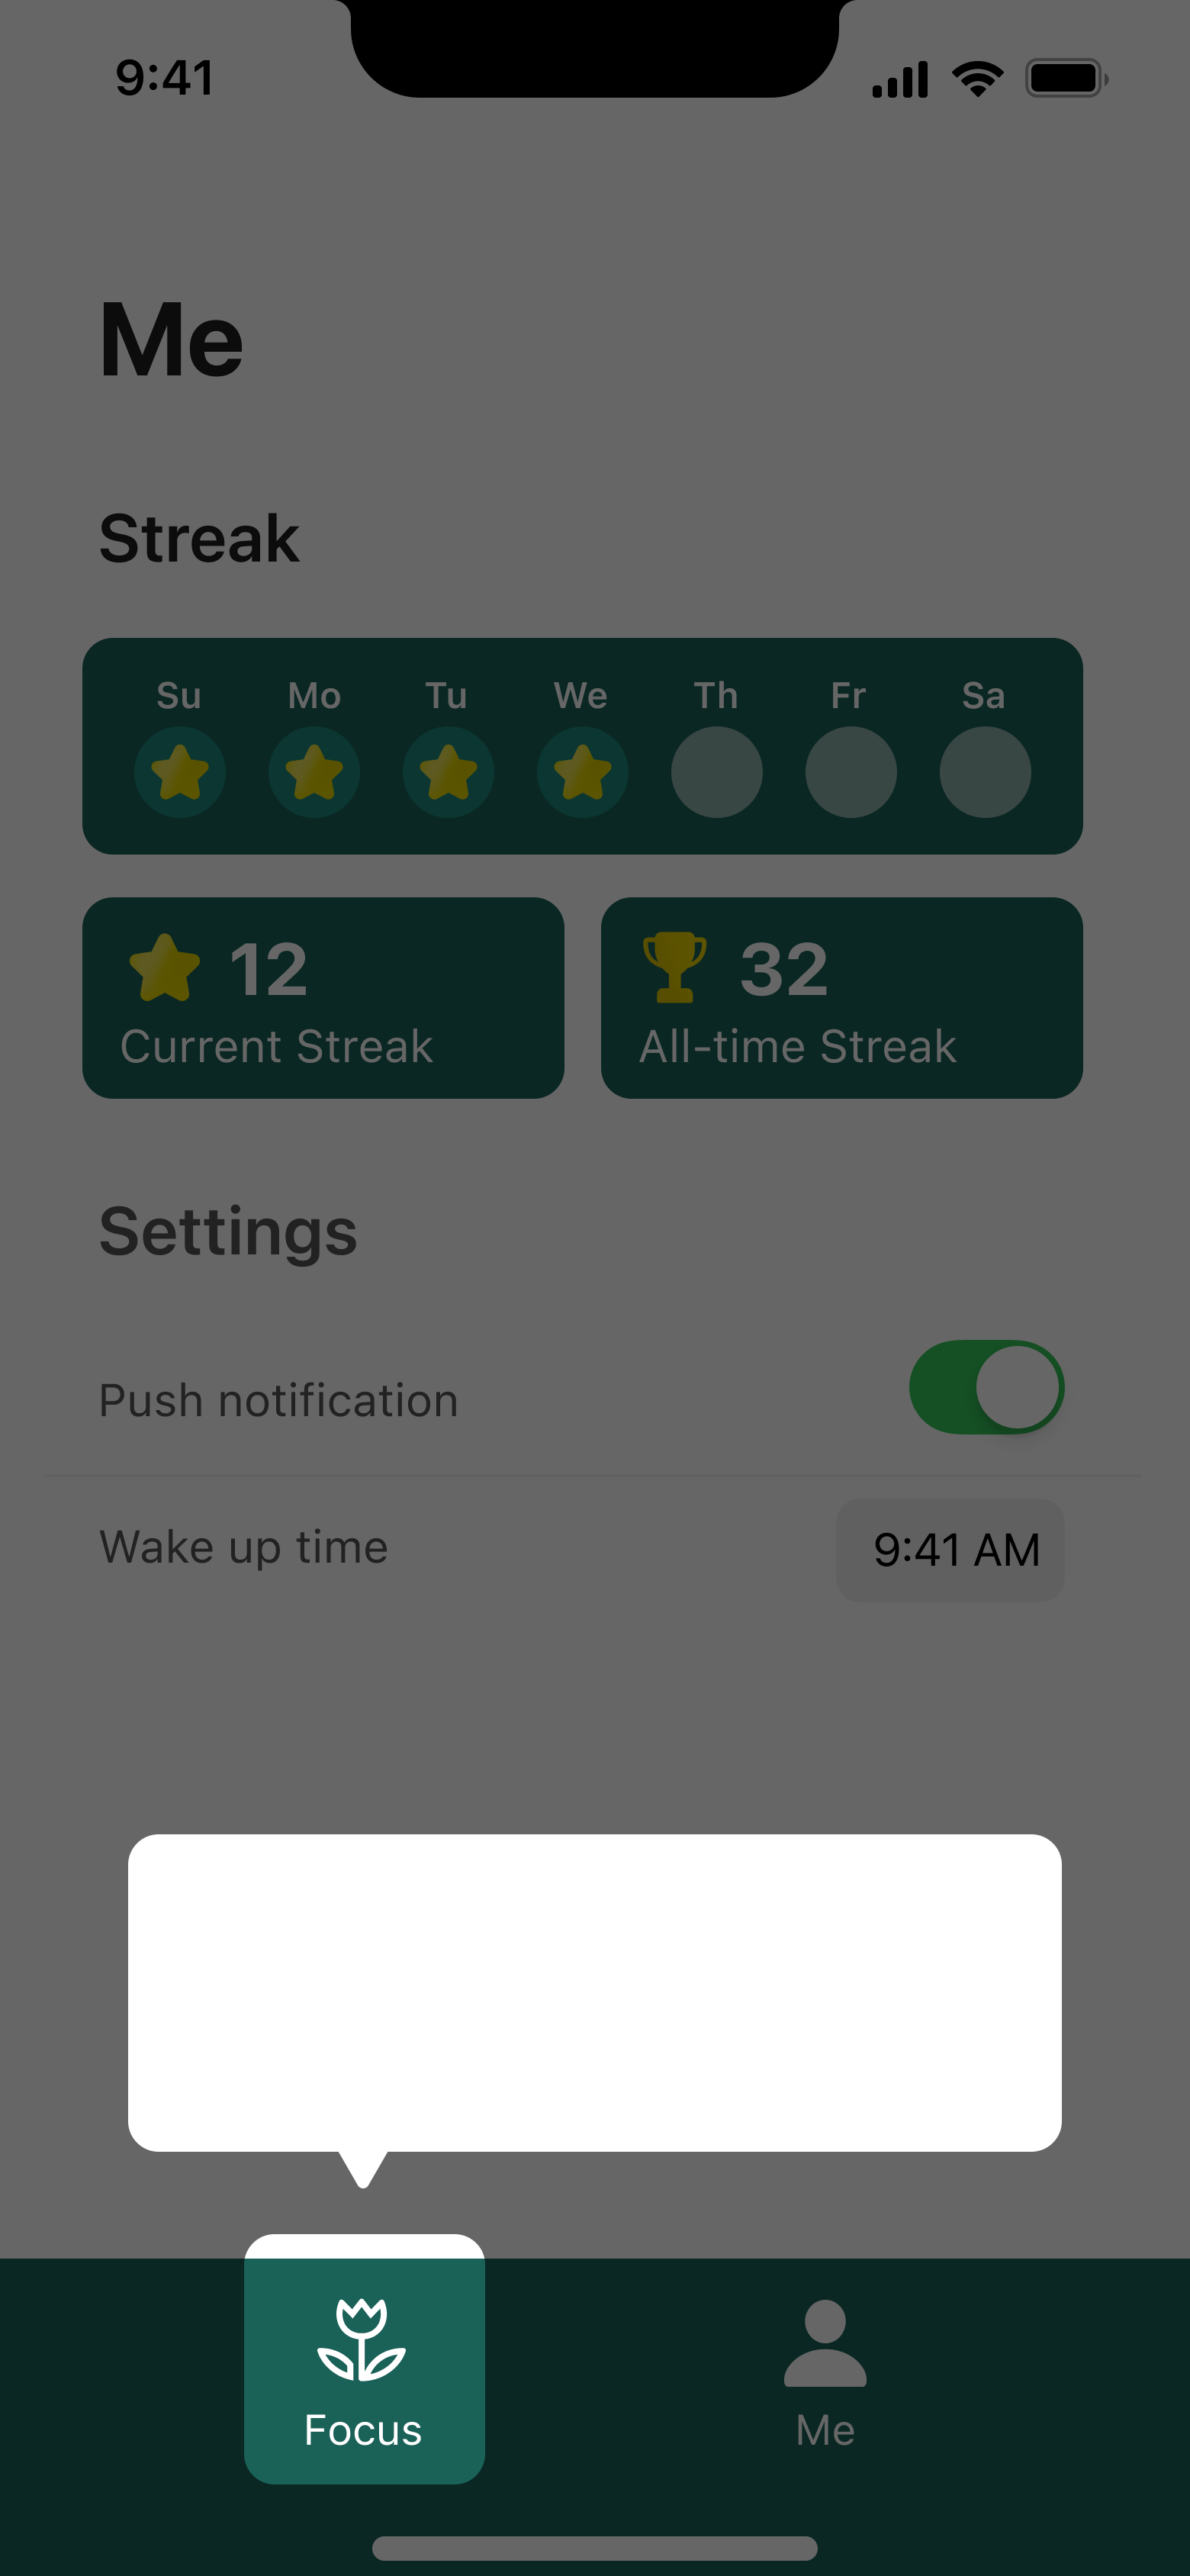 9:41
Me
Streak
Su Mo Tu We Th Fr Sa
12 32
Current Streak All-time Streak
Settings
Push notification
Wake up time 9:41 AM
Focus Me